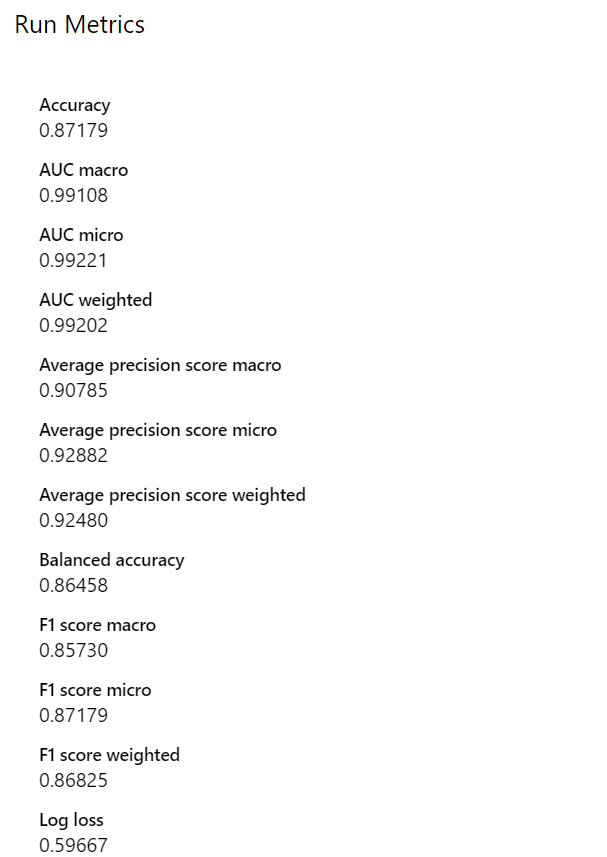 Run Metrics
Accuracy
0.87179
AUC macro
0.99108
AUC micro
0.99221
AUC weighted
0.99202
Average precision score macro
0.90785
Average precision score micro
0.92882
Average precision score weighted
0.92480
Balanced accuracy
0.86458
F1 score macro
0.85730
F1 score micro
0.87179
F1 score weighted
0.86825
Log loss
0.59667